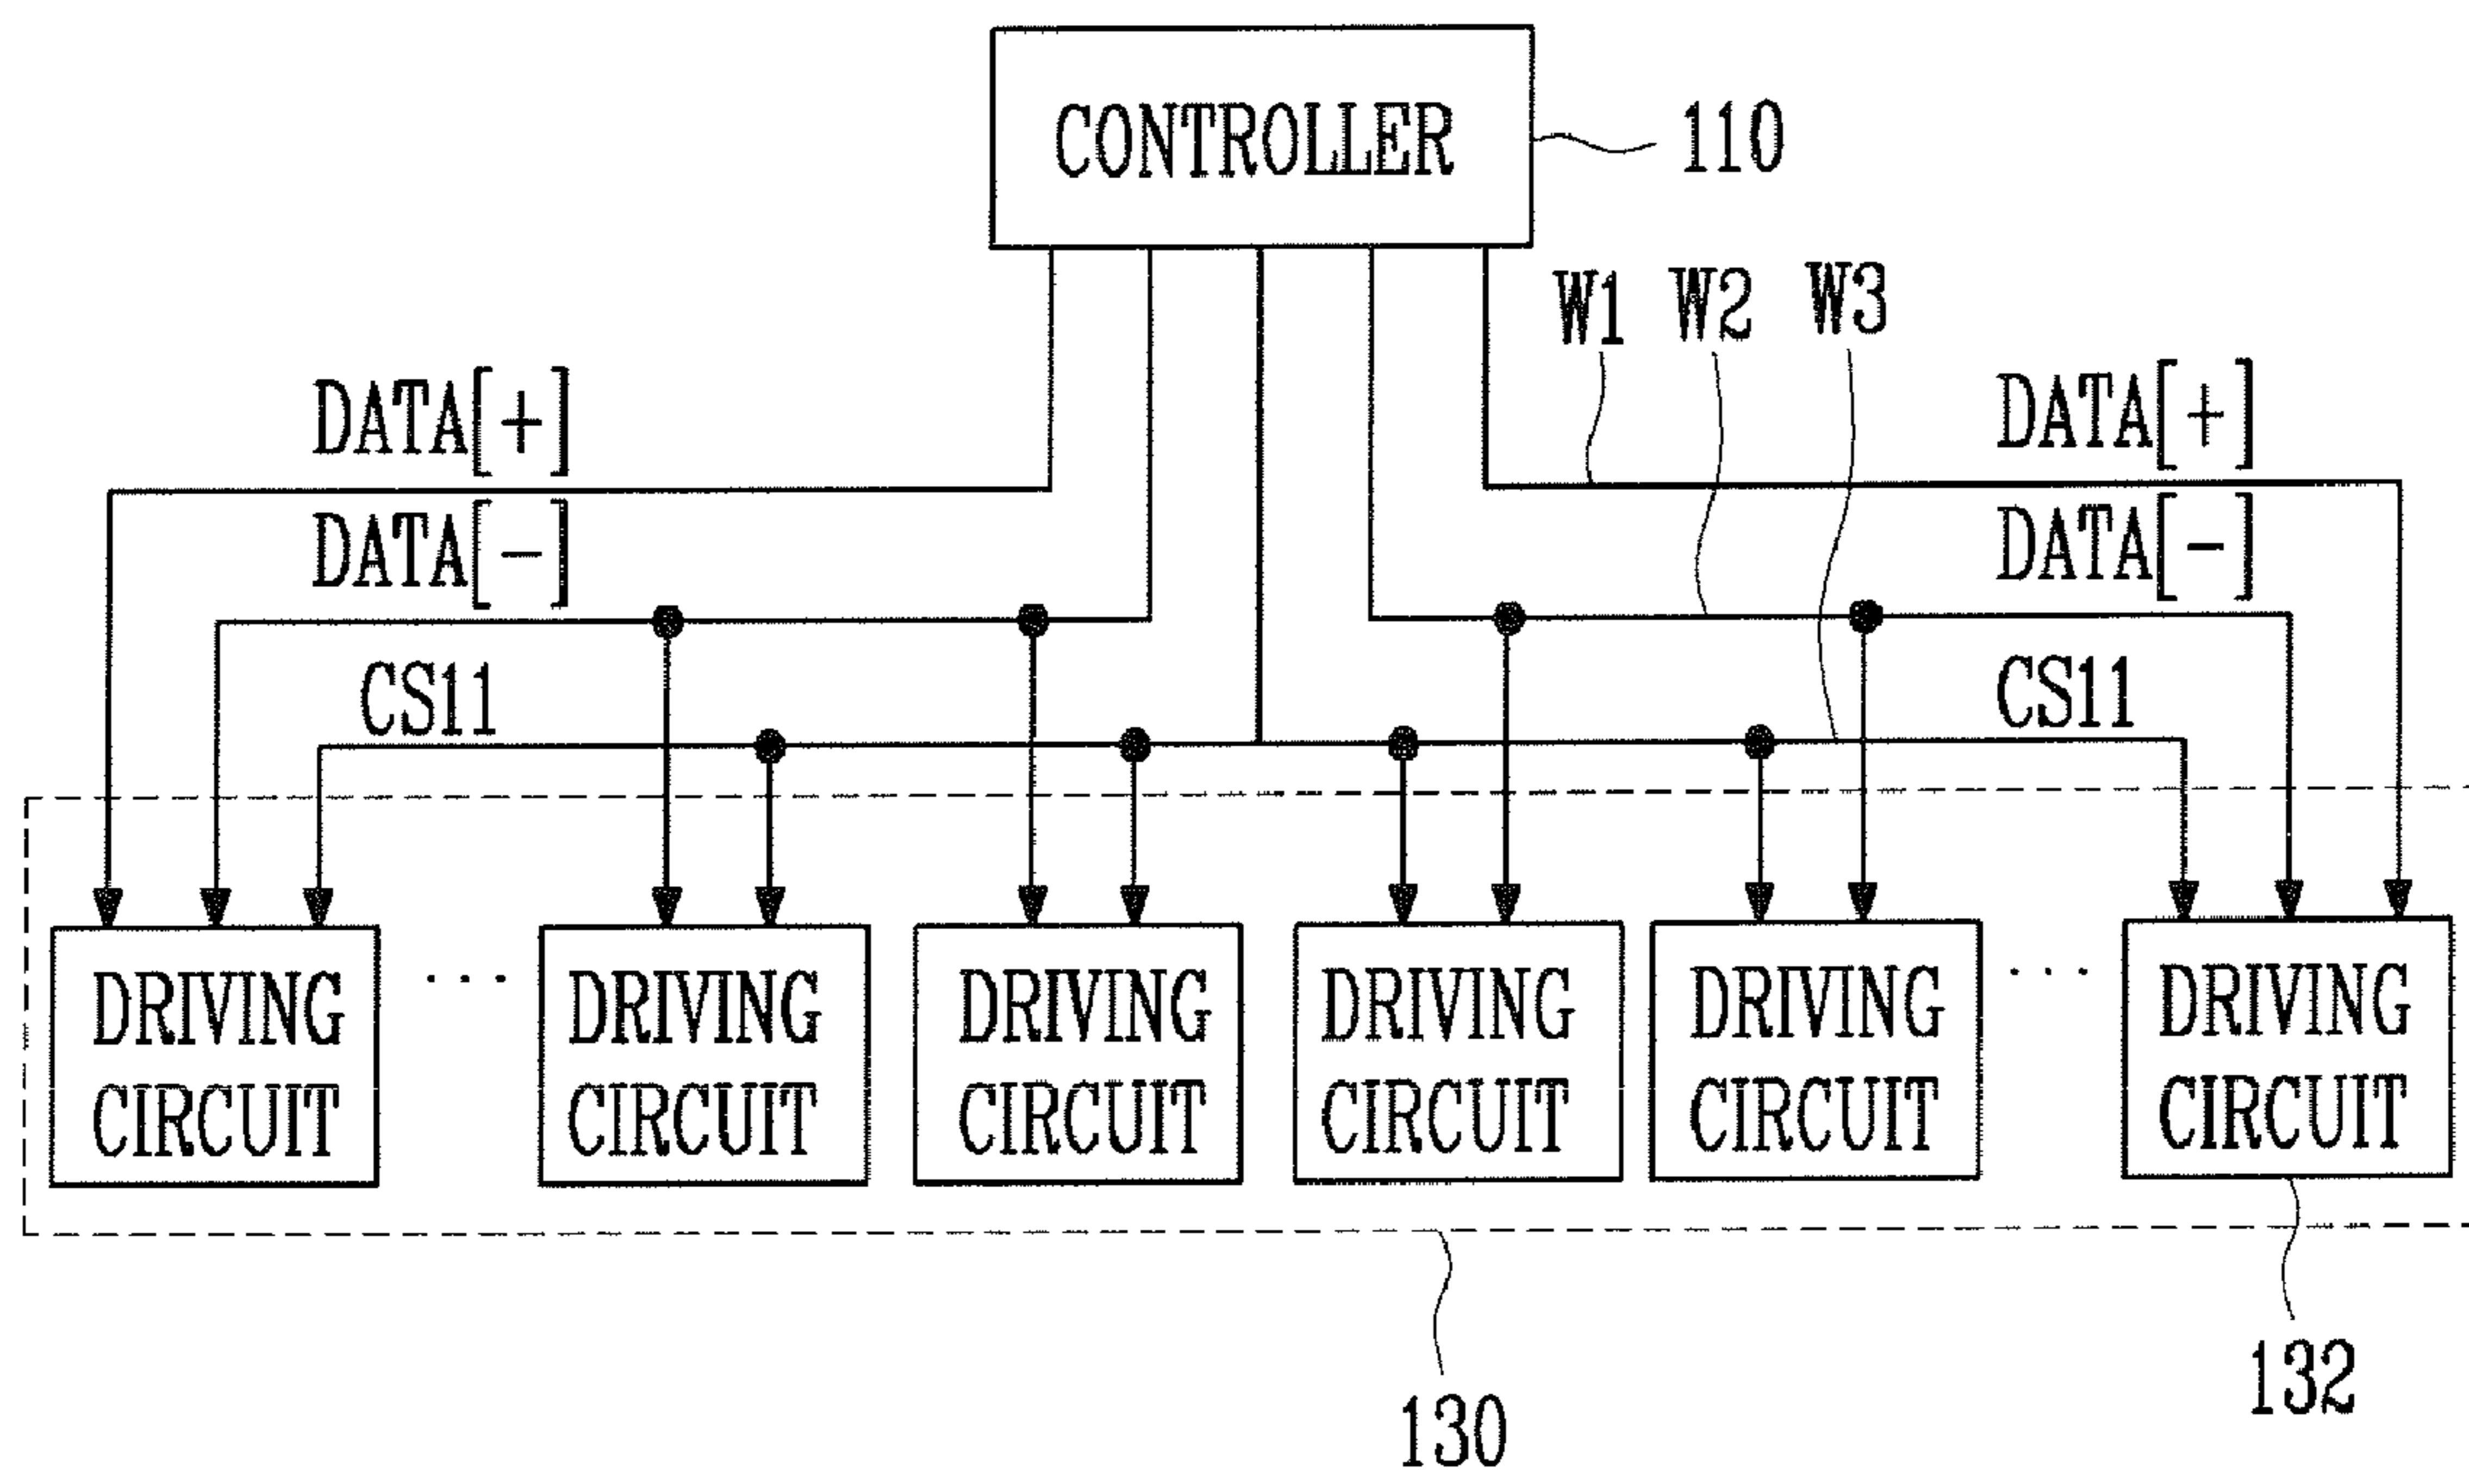 CONTROLLER
110
W1 W2 W3
DATA[+]
DATA[+]
DATA[-]
DATA[-]
CS11
CS11
DRIVING
CIRCUIT
...
DRIVING
CIRCUIT
DRIVING
CIRCUIT
DRIVING
CIRCUIT
DRIVING
CIRCUIT
...
DRIVING
CIRCUIT
130
132